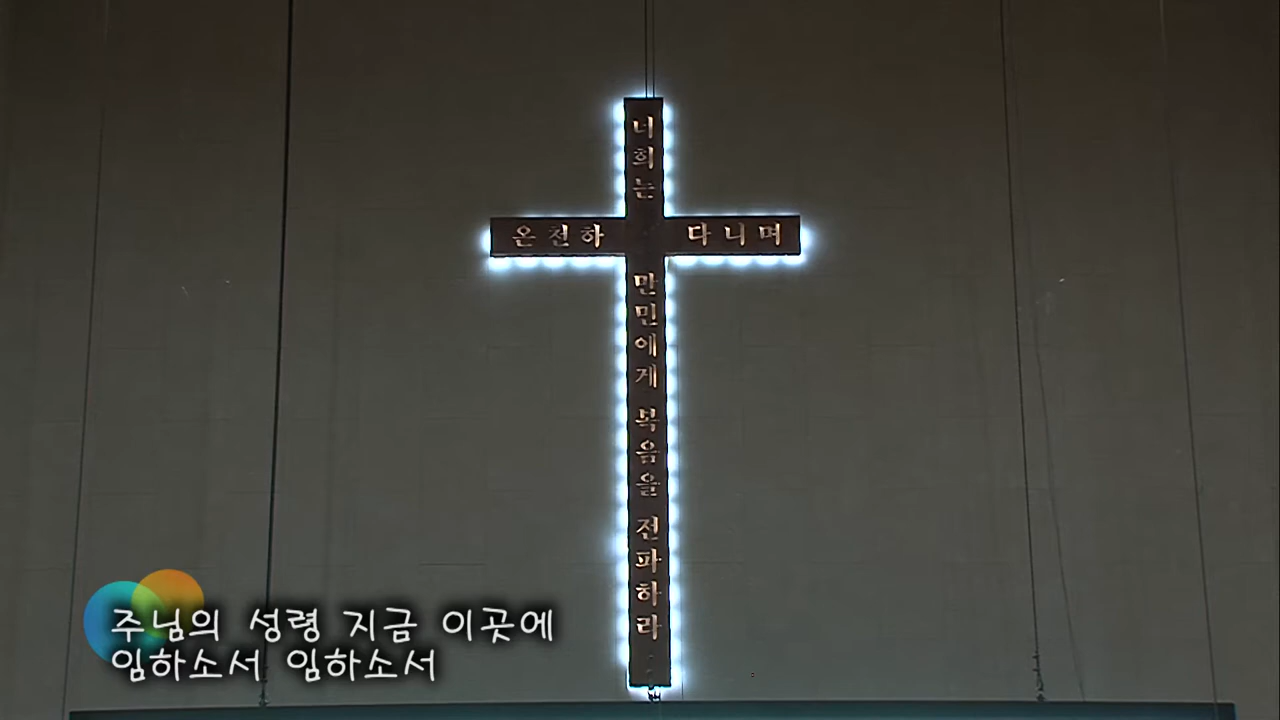 너희는
온천하 다니며
만민에게 복음을 전파하라
주님의 성령 지금 이곳에
임하소서 임하소서